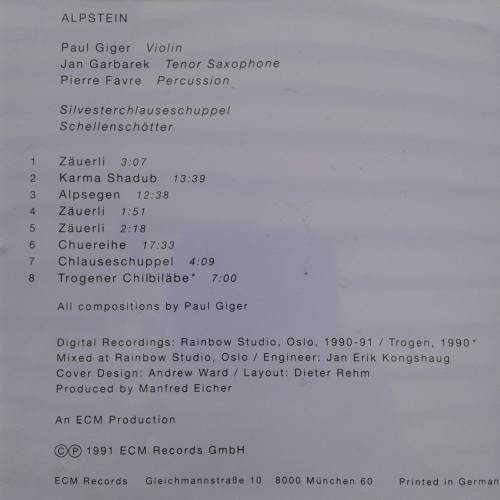 ALPSTEIN
Paul Giger Violin
Jan Garbarek Tenor Saxophone
Pierre Favre Percussion
Silvesterchlauseschuppel
Schellenschötter
1 Zäuerli 3:07
2 Karma Shadub 13:39
3 Alpsegen 12:38
4 Zäuerli 1:51
5 Zäuerli 2:18
6 Chuereihe 17:33
7 Chlauseschuppel 4:09
8 Trogener Chilbiläbe* 7:00
All compositions by Paul Giger
Digital Recordings: Rainbow Studio, Oslo, 1990-91 / Trogen, 1990*
Mixed at Rainbow Studio, Oslo / Engineer: Jan Erik Kongshaug
Cover Design: Andrew Ward / Layout: Dieter Rehm
Produced by Manfred Eicher
An ECM Production
©℗ 1991 ECM Records GmbH
ECM Records Gleichmannstraße 10 8000 München 60 Printed in German